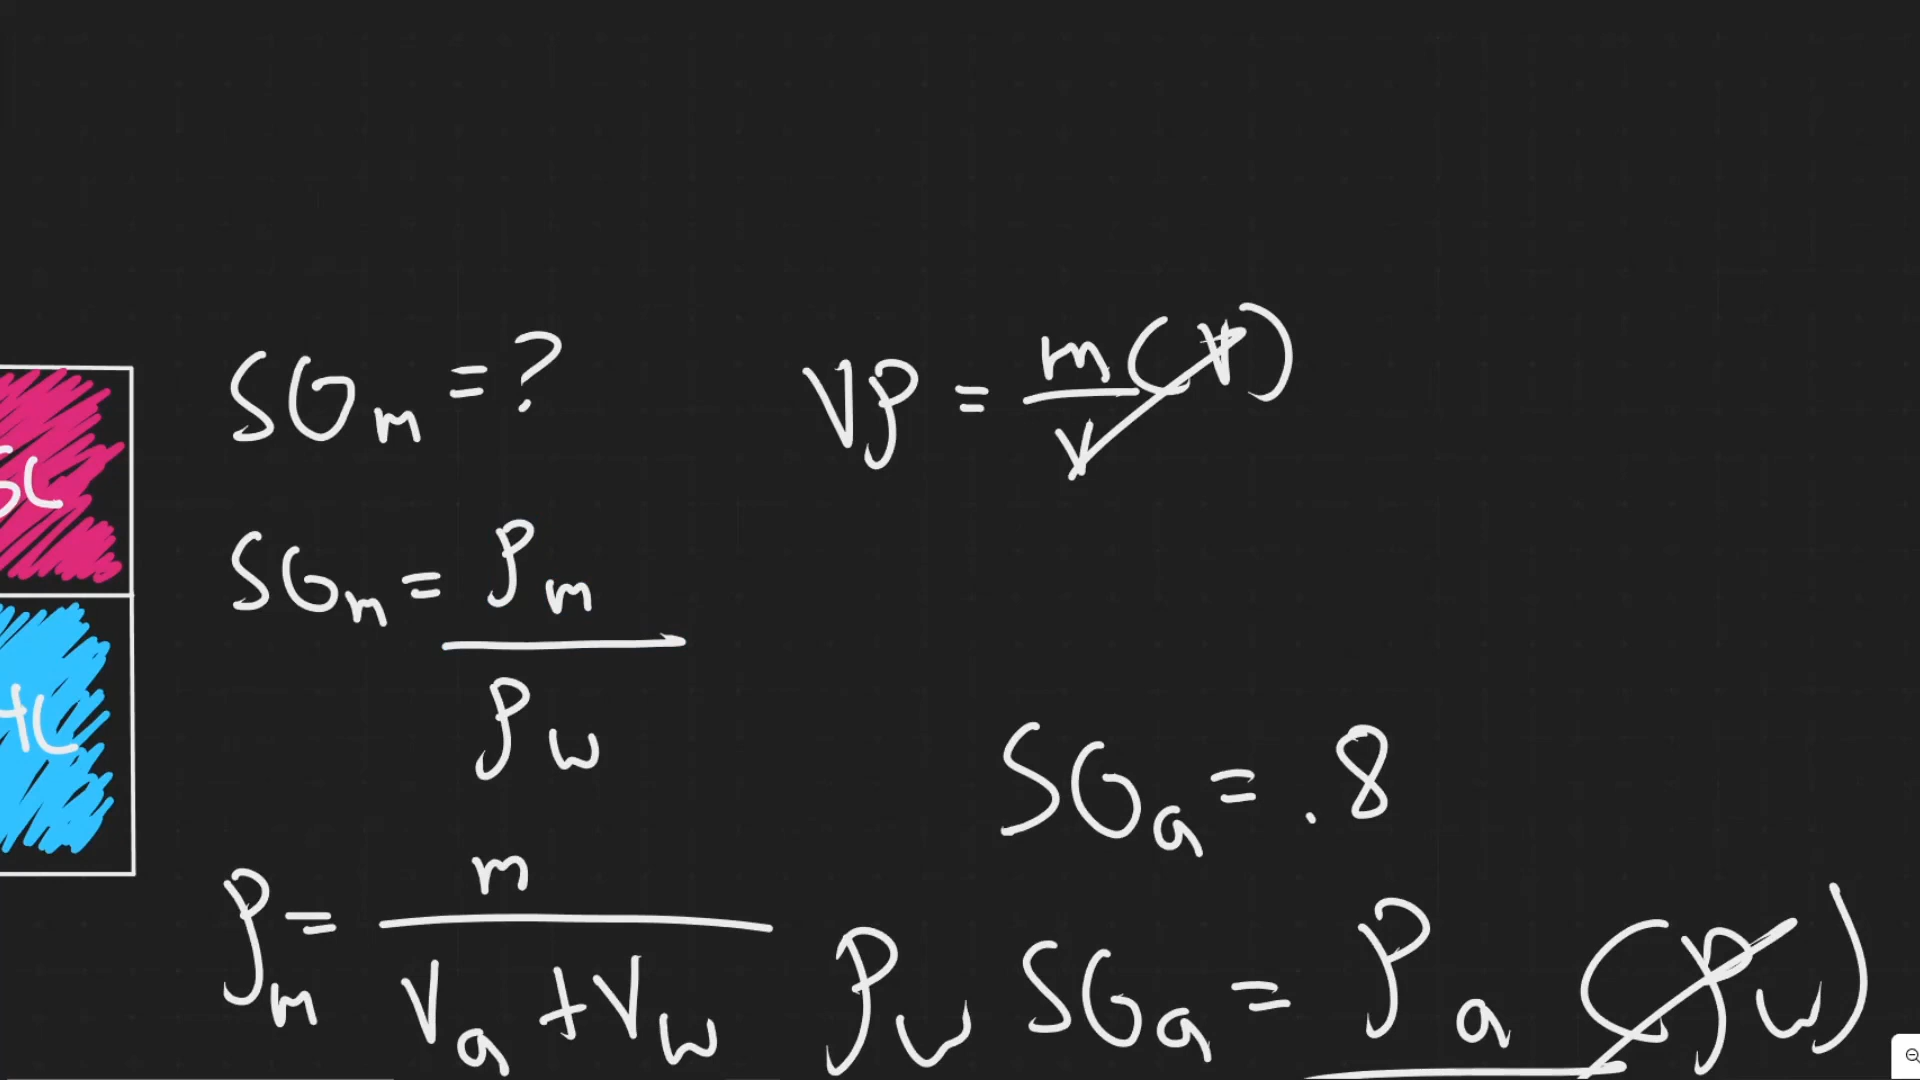 SG_m = ?
Vρ = m(V) / V
SG_m = ρ_m / ρ_w
SG_a = .8
ρ_m = m / (V_a + V_w)
ρ_w SG_a = ρ_a (ρ_w)